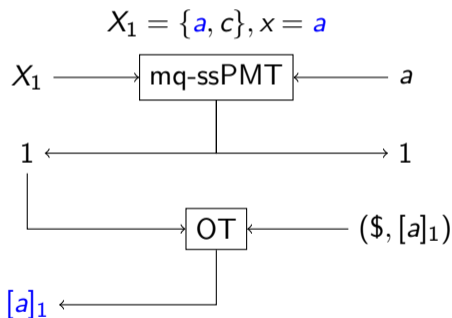 X₁ = {a, c}, x = a
X₁ mq-ssPMT a
1 1
OT ($, [a]₁)
[a]₁